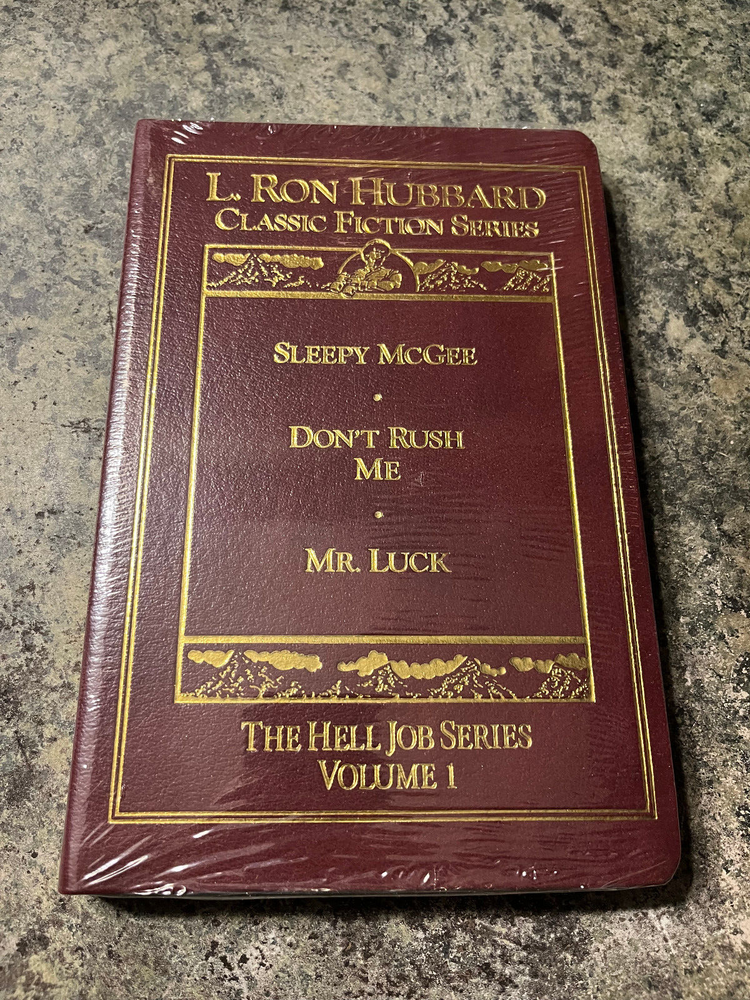 L. RON HUBBARD
CLASSIC FICTION SERIES
SLEEPY MCGEE
•
DON'T RUSH
ME
•
MR. LUCK
THE HELL JOB SERIES
VOLUME 1